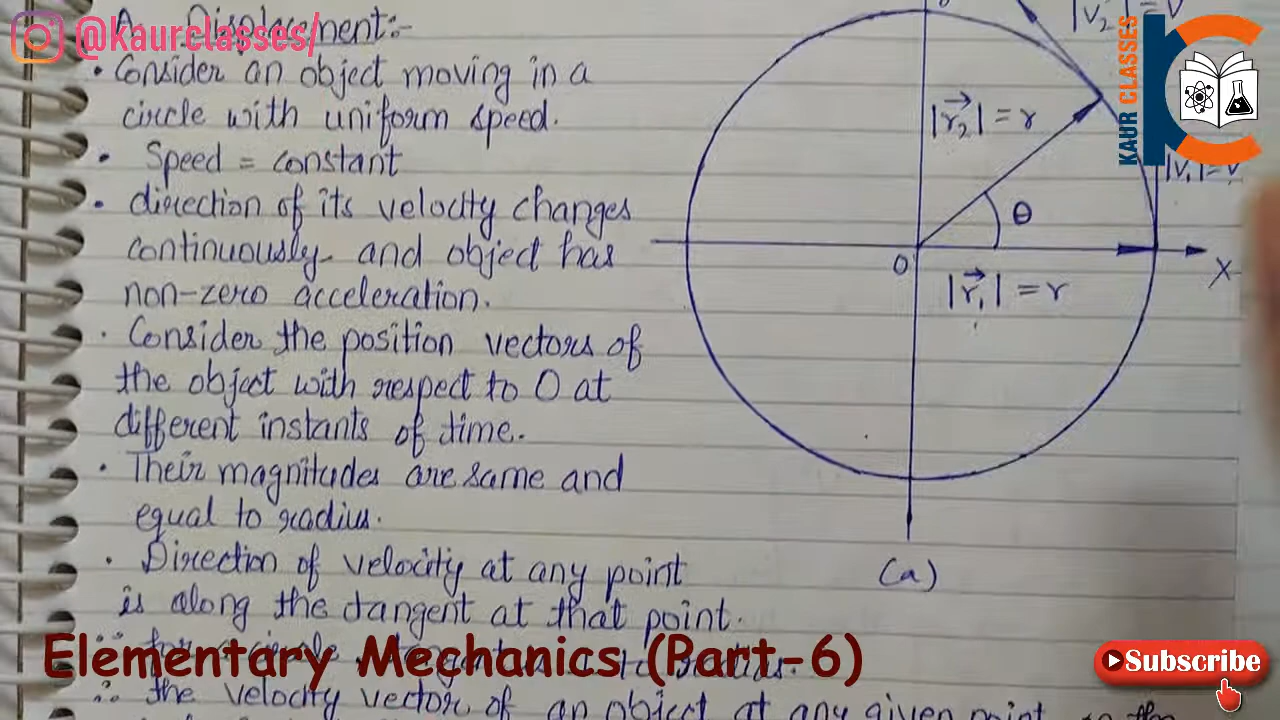 @kaurclasses/
A. Displacement:-
• Consider an object moving in a
circle with uniform speed.
• Speed = constant
• direction of its velocity changes
continuously and object has
non-zero acceleration.
• Consider the position vectors of
the object with respect to O at
different instants of time.
• Their magnitudes are same and
equal to radius.
• Direction of velocity at any point
is along the tangent at that point.
∴ the velocity vector of an object at any given point
|v₂| = v
|r₂| = r
|v₁| = v
θ
O
X
|r₁| = r
(a)
KAUR CLASSES
Elementary Mechanics (Part-6)
Subscribe